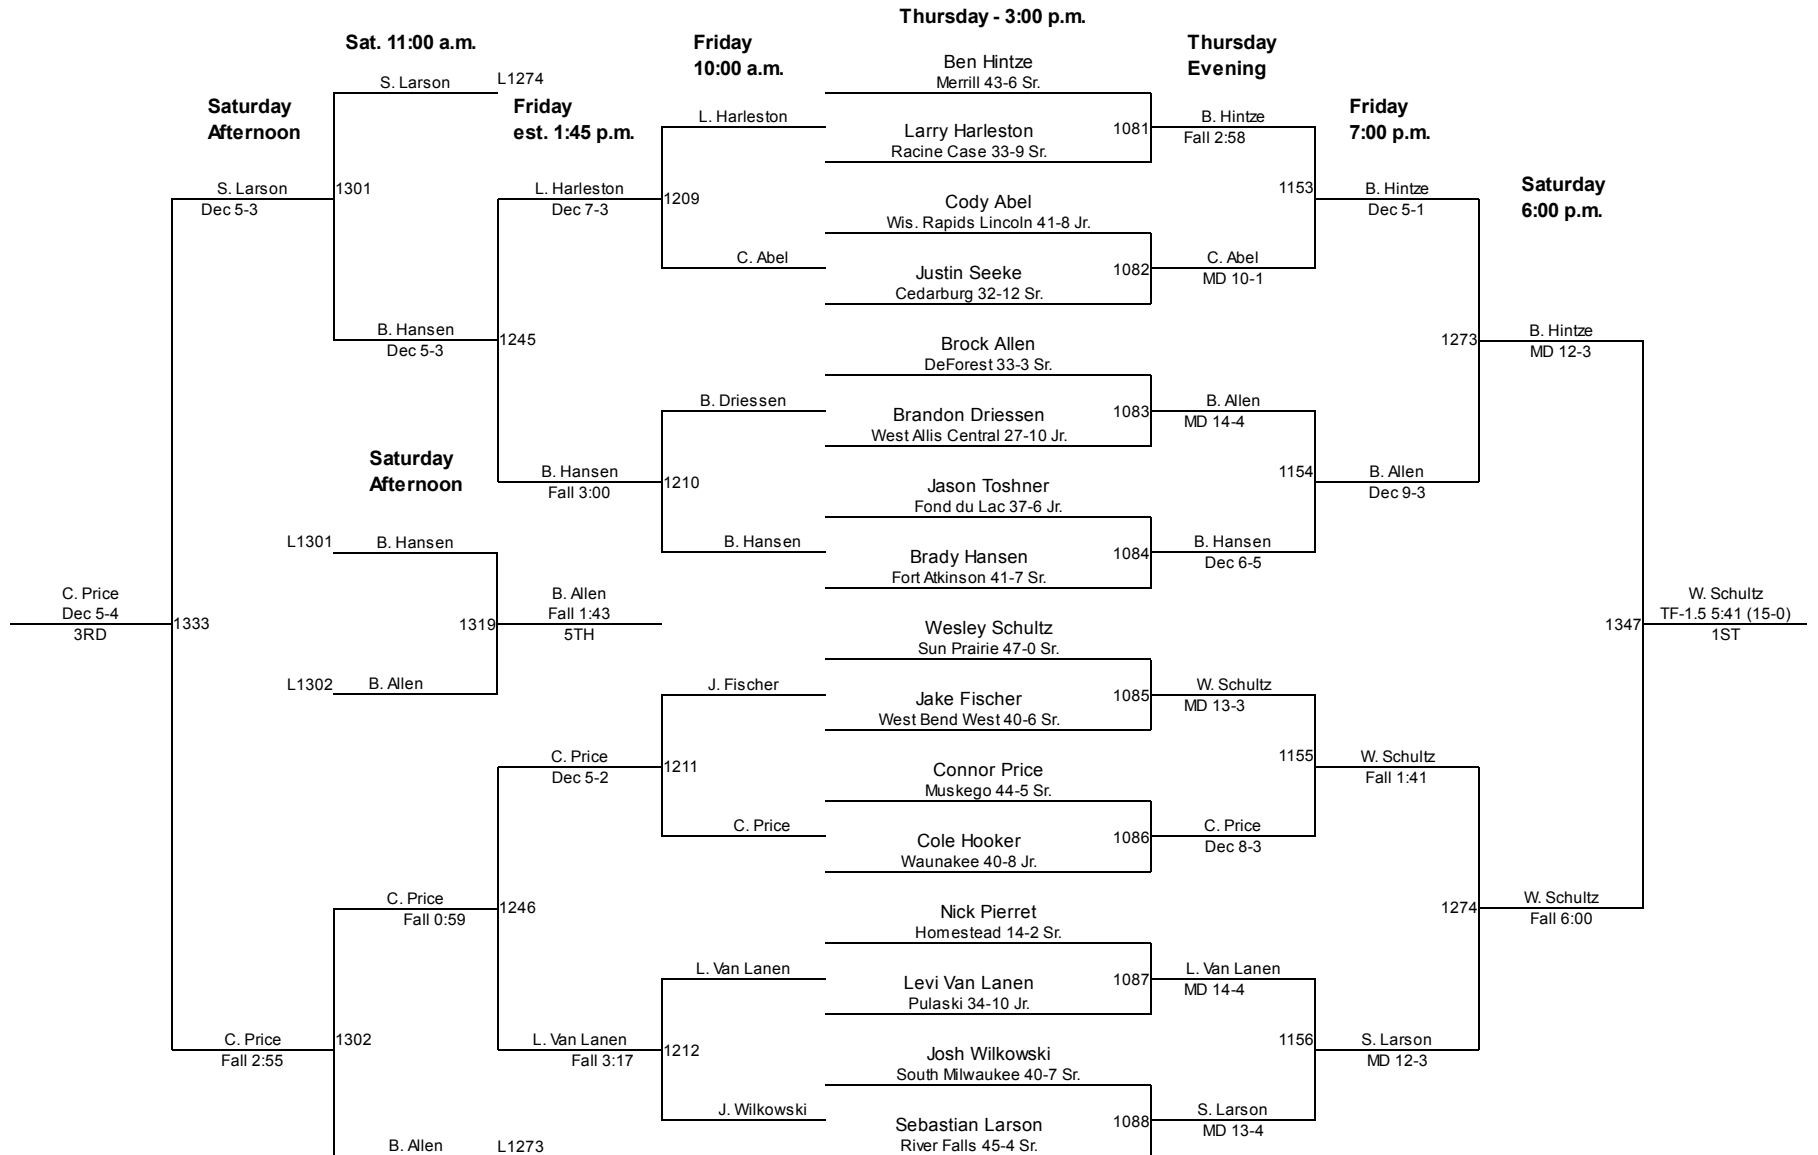 Thursday - 3:00 p.m.
Sat. 11:00 a.m.
Friday
10:00 a.m.
Thursday
Evening
Ben Hintze
Merrill 43-6 Sr.
S. Larson
L1274
Saturday
Afternoon
Friday
est. 1:45 p.m.
Friday
7:00 p.m.
L. Harleston
Larry Harleston
Racine Case 33-9 Sr.
1081
B. Hintze
Fall 2:58
S. Larson
Dec 5-3
1301
L. Harleston
Dec 7-3
1209
Cody Abel
Wis. Rapids Lincoln 41-8 Jr.
1153
B. Hintze
Dec 5-1
Saturday
6:00 p.m.
C. Abel
Justin Seeke
Cedarburg 32-12 Sr.
1082
C. Abel
MD 10-1
B. Hansen
Dec 5-3
1245
Brock Allen
DeForest 33-3 Sr.
1273
B. Hintze
MD 12-3
B. Driessen
Brandon Driessen
West Allis Central 27-10 Jr.
1083
B. Allen
MD 14-4
Saturday
Afternoon
B. Hansen
Fall 3:00
1210
Jason Toshner
Fond du Lac 37-6 Jr.
1154
B. Allen
Dec 9-3
L1301
B. Hansen
B. Hansen
Brady Hansen
Fort Atkinson 41-7 Sr.
1084
B. Hansen
Dec 6-5
C. Price
Dec 5-4
3RD
1333
1319
B. Allen
Fall 1:43
5TH
Wesley Schultz
Sun Prairie 47-0 Sr.
1347
W. Schultz
TF-1.5 5:41 (15-0)
1ST
L1302
B. Allen
J. Fischer
Jake Fischer
West Bend West 40-6 Sr.
1085
W. Schultz
MD 13-3
C. Price
Dec 5-2
1211
Connor Price
Muskego 44-5 Sr.
1155
W. Schultz
Fall 1:41
C. Price
Cole Hooker
Waunakee 40-8 Jr.
1086
C. Price
Dec 8-3
C. Price
Fall 0:59
1246
Nick Pierret
Homestead 14-2 Sr.
1274
W. Schultz
Fall 6:00
L. Van Lanen
Levi Van Lanen
Pulaski 34-10 Jr.
1087
L. Van Lanen
MD 14-4
C. Price
Fall 2:55
1302
L. Van Lanen
Fall 3:17
1212
Josh Wilkowski
South Milwaukee 40-7 Sr.
1156
S. Larson
MD 12-3
J. Wilkowski
Sebastian Larson
River Falls 45-4 Sr.
1088
S. Larson
MD 13-4
B. Allen
L1273